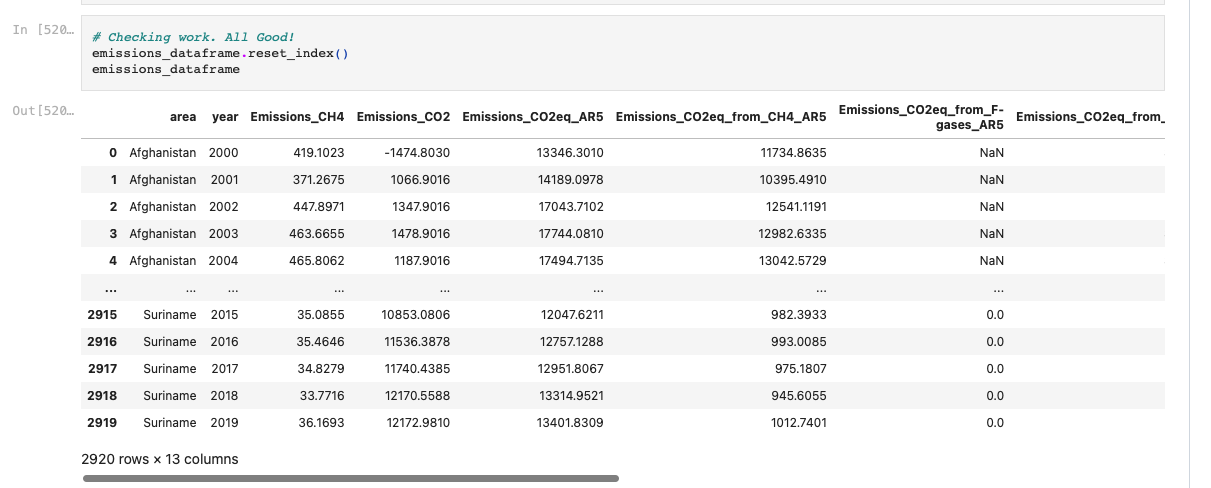 In [520…
# Checking work. All Good!
emissions_dataframe.reset_index()
emissions_dataframe
Out[520…
area year Emissions_CH4 Emissions_CO2 Emissions_CO2eq_AR5 Emissions_CO2eq_from_CH4_AR5 Emissions_CO2eq_from_F-gases_AR5 Emissions_CO2eq_from_
0 Afghanistan 2000 419.1023 -1474.8030 13346.3010 11734.8635 NaN
1 Afghanistan 2001 371.2675 1066.9016 14189.0978 10395.4910 NaN
2 Afghanistan 2002 447.8971 1347.9016 17043.7102 12541.1191 NaN
3 Afghanistan 2003 463.6655 1478.9016 17744.0810 12982.6335 NaN
4 Afghanistan 2004 465.8062 1187.9016 17494.7135 13042.5729 NaN
... ... ... ... ... ... ... ...
2915 Suriname 2015 35.0855 10853.0806 12047.6211 982.3933 0.0
2916 Suriname 2016 35.4646 11536.3878 12757.1288 993.0085 0.0
2917 Suriname 2017 34.8279 11740.4385 12951.8067 975.1807 0.0
2918 Suriname 2018 33.7716 12170.5588 13314.9521 945.6055 0.0
2919 Suriname 2019 36.1693 12172.9810 13401.8309 1012.7401 0.0
2920 rows × 13 columns